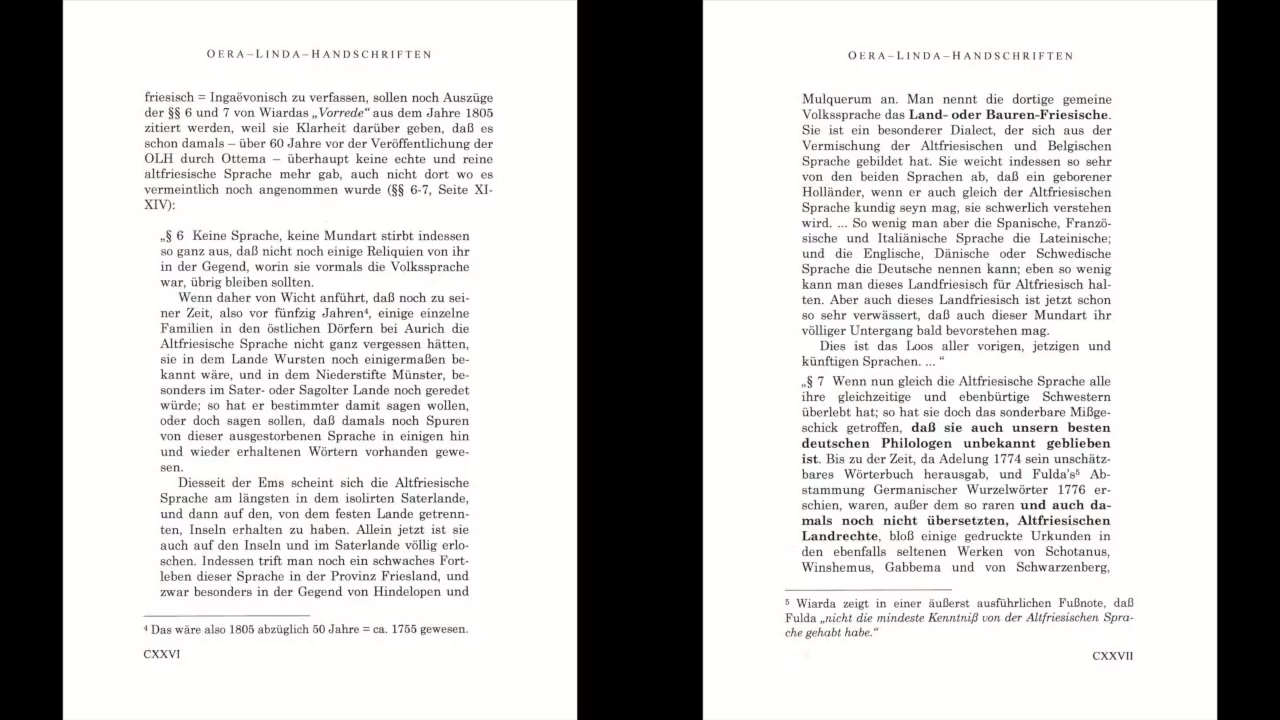 OERA–LINDA–HANDSCHRIFTEN
friesisch = Ingaëvonisch zu verfassen, sollen noch Auszüge
der §§ 6 und 7 von Wiardas „Vorrede“ aus dem Jahre 1805
zitiert werden, weil sie Klarheit darüber geben, daß es
schon damals – über 60 Jahre vor der Veröffentlichung der
OLH durch Ottema – überhaupt keine echte und reine
altfriesische Sprache mehr gab, auch nicht dort wo es
vermeintlich noch angenommen wurde (§§ 6-7, Seite XI-
XIV):
„§ 6 Keine Sprache, keine Mundart stirbt indessen
so ganz aus, daß nicht noch einige Reliquien von ihr
in der Gegend, worin sie vormals die Volkssprache
war, übrig bleiben sollten.
Wenn daher von Wicht anführt, daß noch zu sei-
ner Zeit, also vor fünfzig Jahren⁴, einige einzelne
Familien in den östlichen Dörfern bei Aurich die
Altfriesische Sprache nicht ganz vergessen hätten,
sie in dem Lande Wursten noch einigermaßen be-
kannt wäre, und in dem Niederstifte Münster, be-
sonders im Sater- oder Sagolter Lande noch geredet
würde; so hat er bestimmter damit sagen wollen,
oder doch sagen sollen, daß damals noch Spuren
von dieser ausgestorbenen Sprache in einigen hin
und wieder erhaltenen Wörtern vorhanden gewe-
sen.
Diesseit der Ems scheint sich die Altfriesische
Sprache am längsten in dem isolirten Saterlande,
und dann auf den, von dem festen Lande getrenn-
ten, Inseln erhalten zu haben. Allein jetzt ist sie
auch auf den Inseln und im Saterlande völlig erlo-
schen. Indessen trift man noch ein schwaches Fort-
leben dieser Sprache in der Provinz Friesland, und
zwar besonders in der Gegend von Hindelopen und
⁴ Das wäre also 1805 abzüglich 50 Jahre = ca. 1755 gewesen.
CXXVI
OERA–LINDA–HANDSCHRIFTEN
Mulquerum an. Man nennt die dortige gemeine
Volkssprache das Land- oder Bauren-Friesische.
Sie ist ein besonderer Dialect, der sich aus der
Vermischung der Altfriesischen und Belgischen
Sprache gebildet hat. Sie weicht indessen so sehr
von den beiden Sprachen ab, daß ein geborener
Holländer, wenn er auch gleich der Altfriesischen
Sprache kundig seyn mag, sie schwerlich verstehen
wird. ... So wenig man aber die Spanische, Franzö-
sische und Italiänische Sprache die Lateinische;
und die Englische, Dänische oder Schwedische
Sprache die Deutsche nennen kann; eben so wenig
kann man dieses Landfriesisch für Altfriesisch hal-
ten. Aber auch dieses Landfriesisch ist jetzt schon
so sehr verwässert, daß auch dieser Mundart ihr
völliger Untergang bald bevorstehen mag.
Dies ist das Loos aller vorigen, jetzigen und
künftigen Sprachen. ... “
„§ 7 Wenn nun gleich die Altfriesische Sprache alle
ihre gleichzeitige und ebenbürtige Schwestern
überlebt hat; so hat sie doch das sonderbare Mißge-
schick getroffen, daß sie auch unsern besten
deutschen Philologen unbekannt geblieben
ist. Bis zu der Zeit, da Adelung 1774 sein unschätz-
bares Wörterbuch herausgab, und Fulda's⁵ Ab-
stammung Germanischer Wurzelwörter 1776 er-
schien, waren, außer dem so raren und auch da-
mals noch nicht übersetzten, Altfriesischen
Landrechte, bloß einige gedruckte Urkunden in
den ebenfalls seltenen Werken von Schotanus,
Winshemus, Gabbema und von Schwarzenberg,
⁵ Wiarda zeigt in einer äußerst ausführlichen Fußnote, daß
Fulda „nicht die mindeste Kenntniß von der Altfriesischen Spra-
che gehabt habe.“
CXXVII